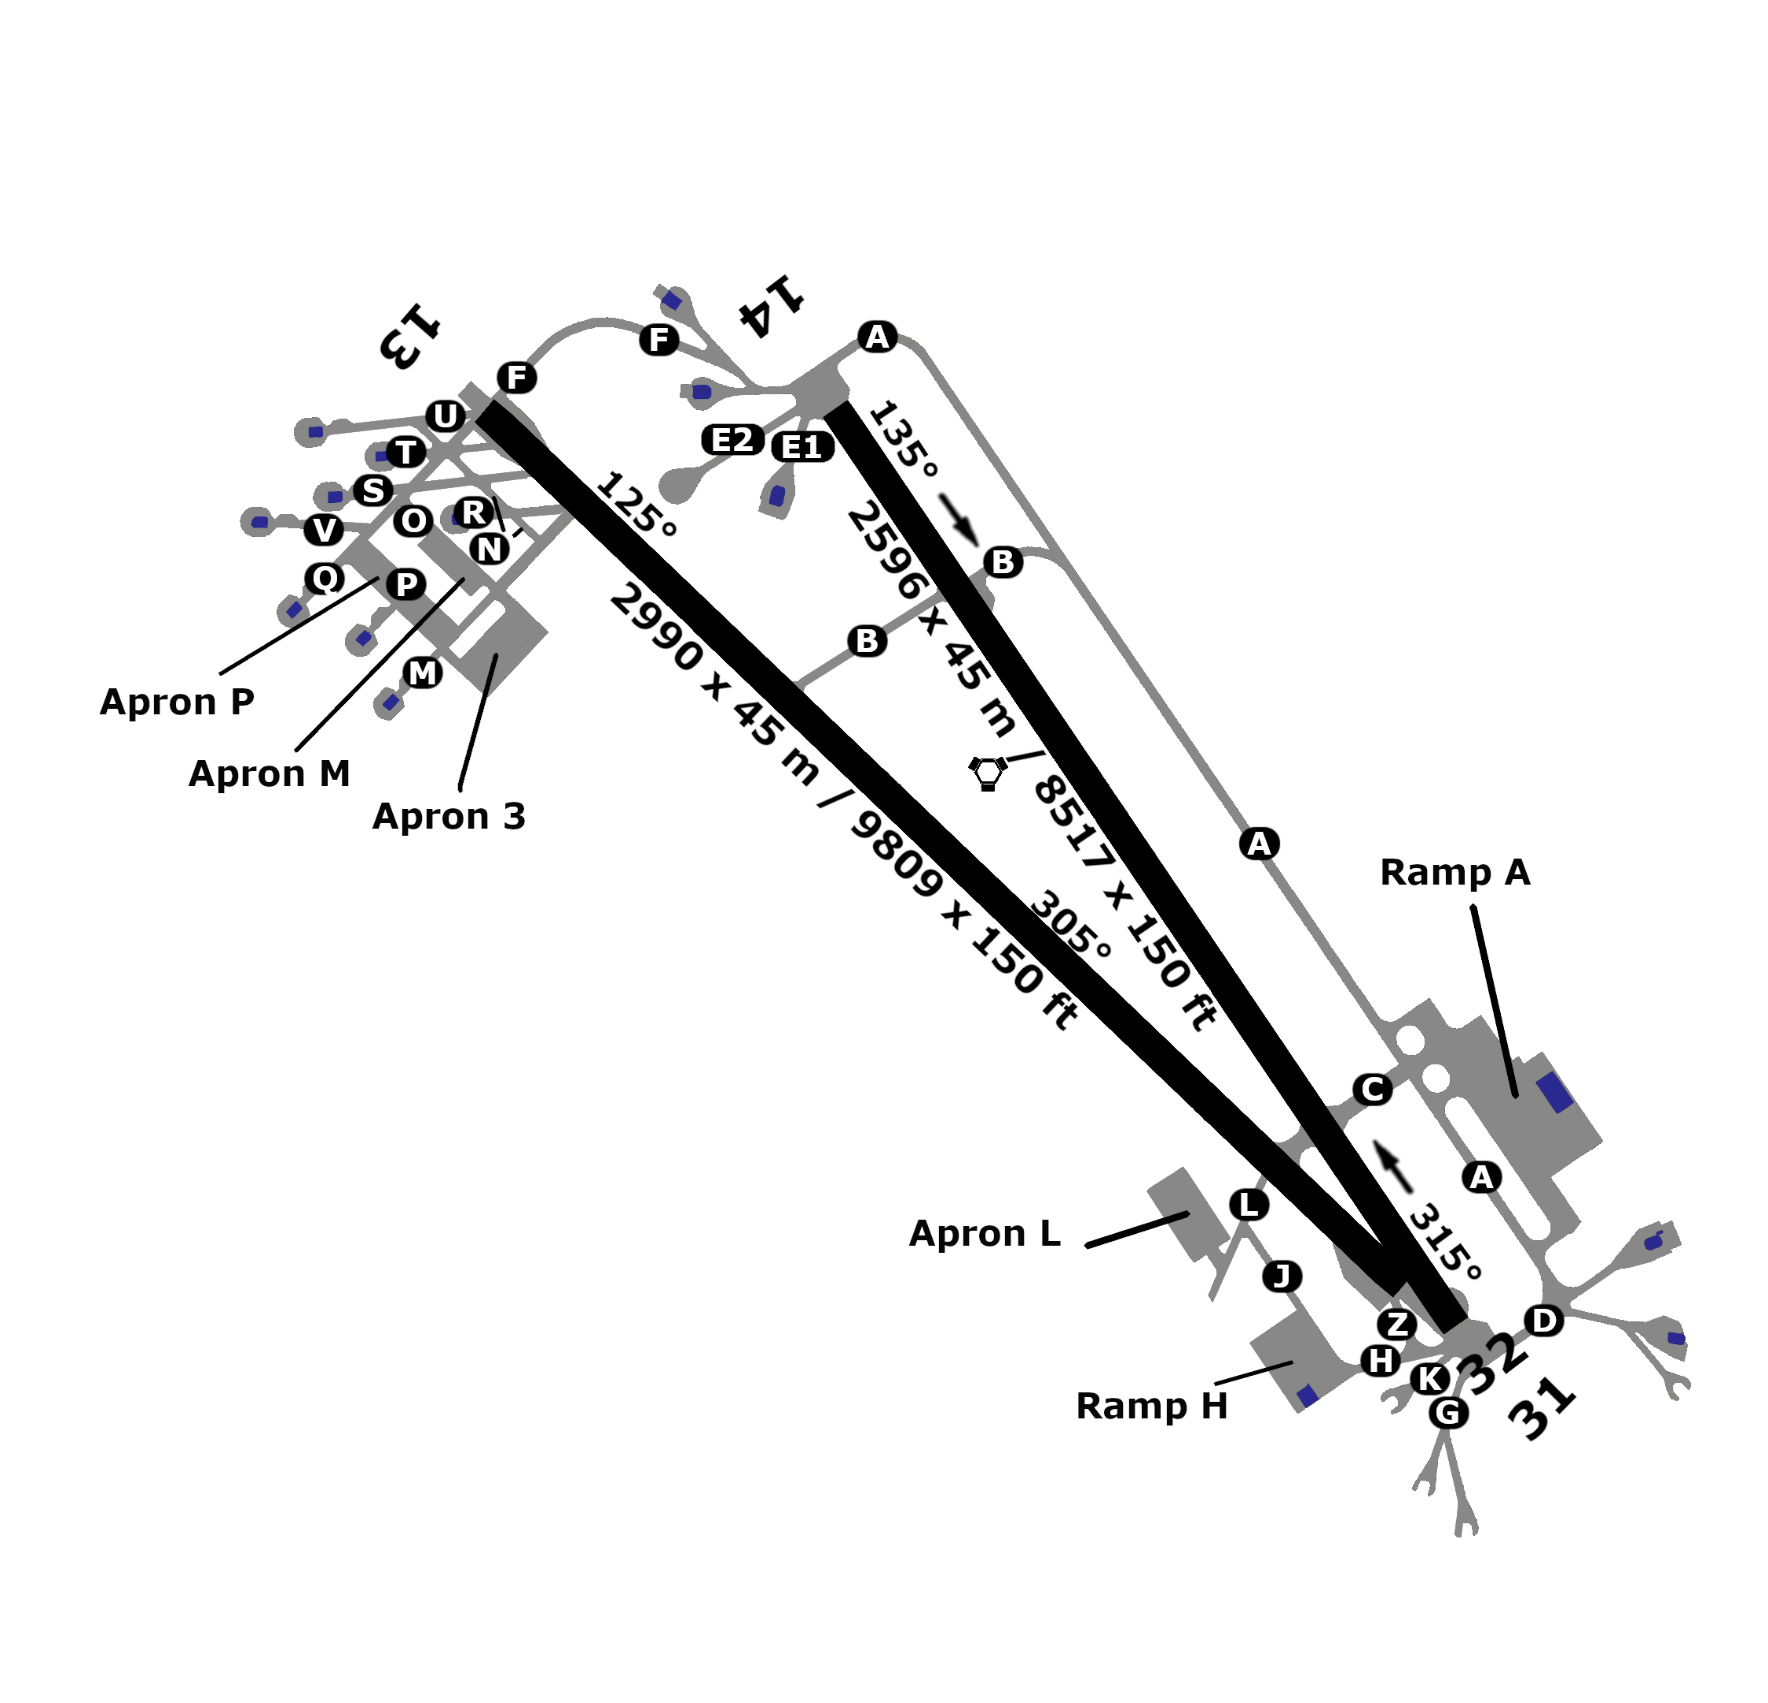 14
13
F
F
A
U
E2
E1
135°
T
S
125°
V
O
R
N
B
Q
P
B
M
2596 x 45 m / 8517 x 150 ft
2990 x 45 m / 9809 x 150 ft
Apron P
Apron M
Apron 3
A
Ramp A
305°
C
A
L
Apron L
315°
J
Z
D
H
K
32
31
G
Ramp H